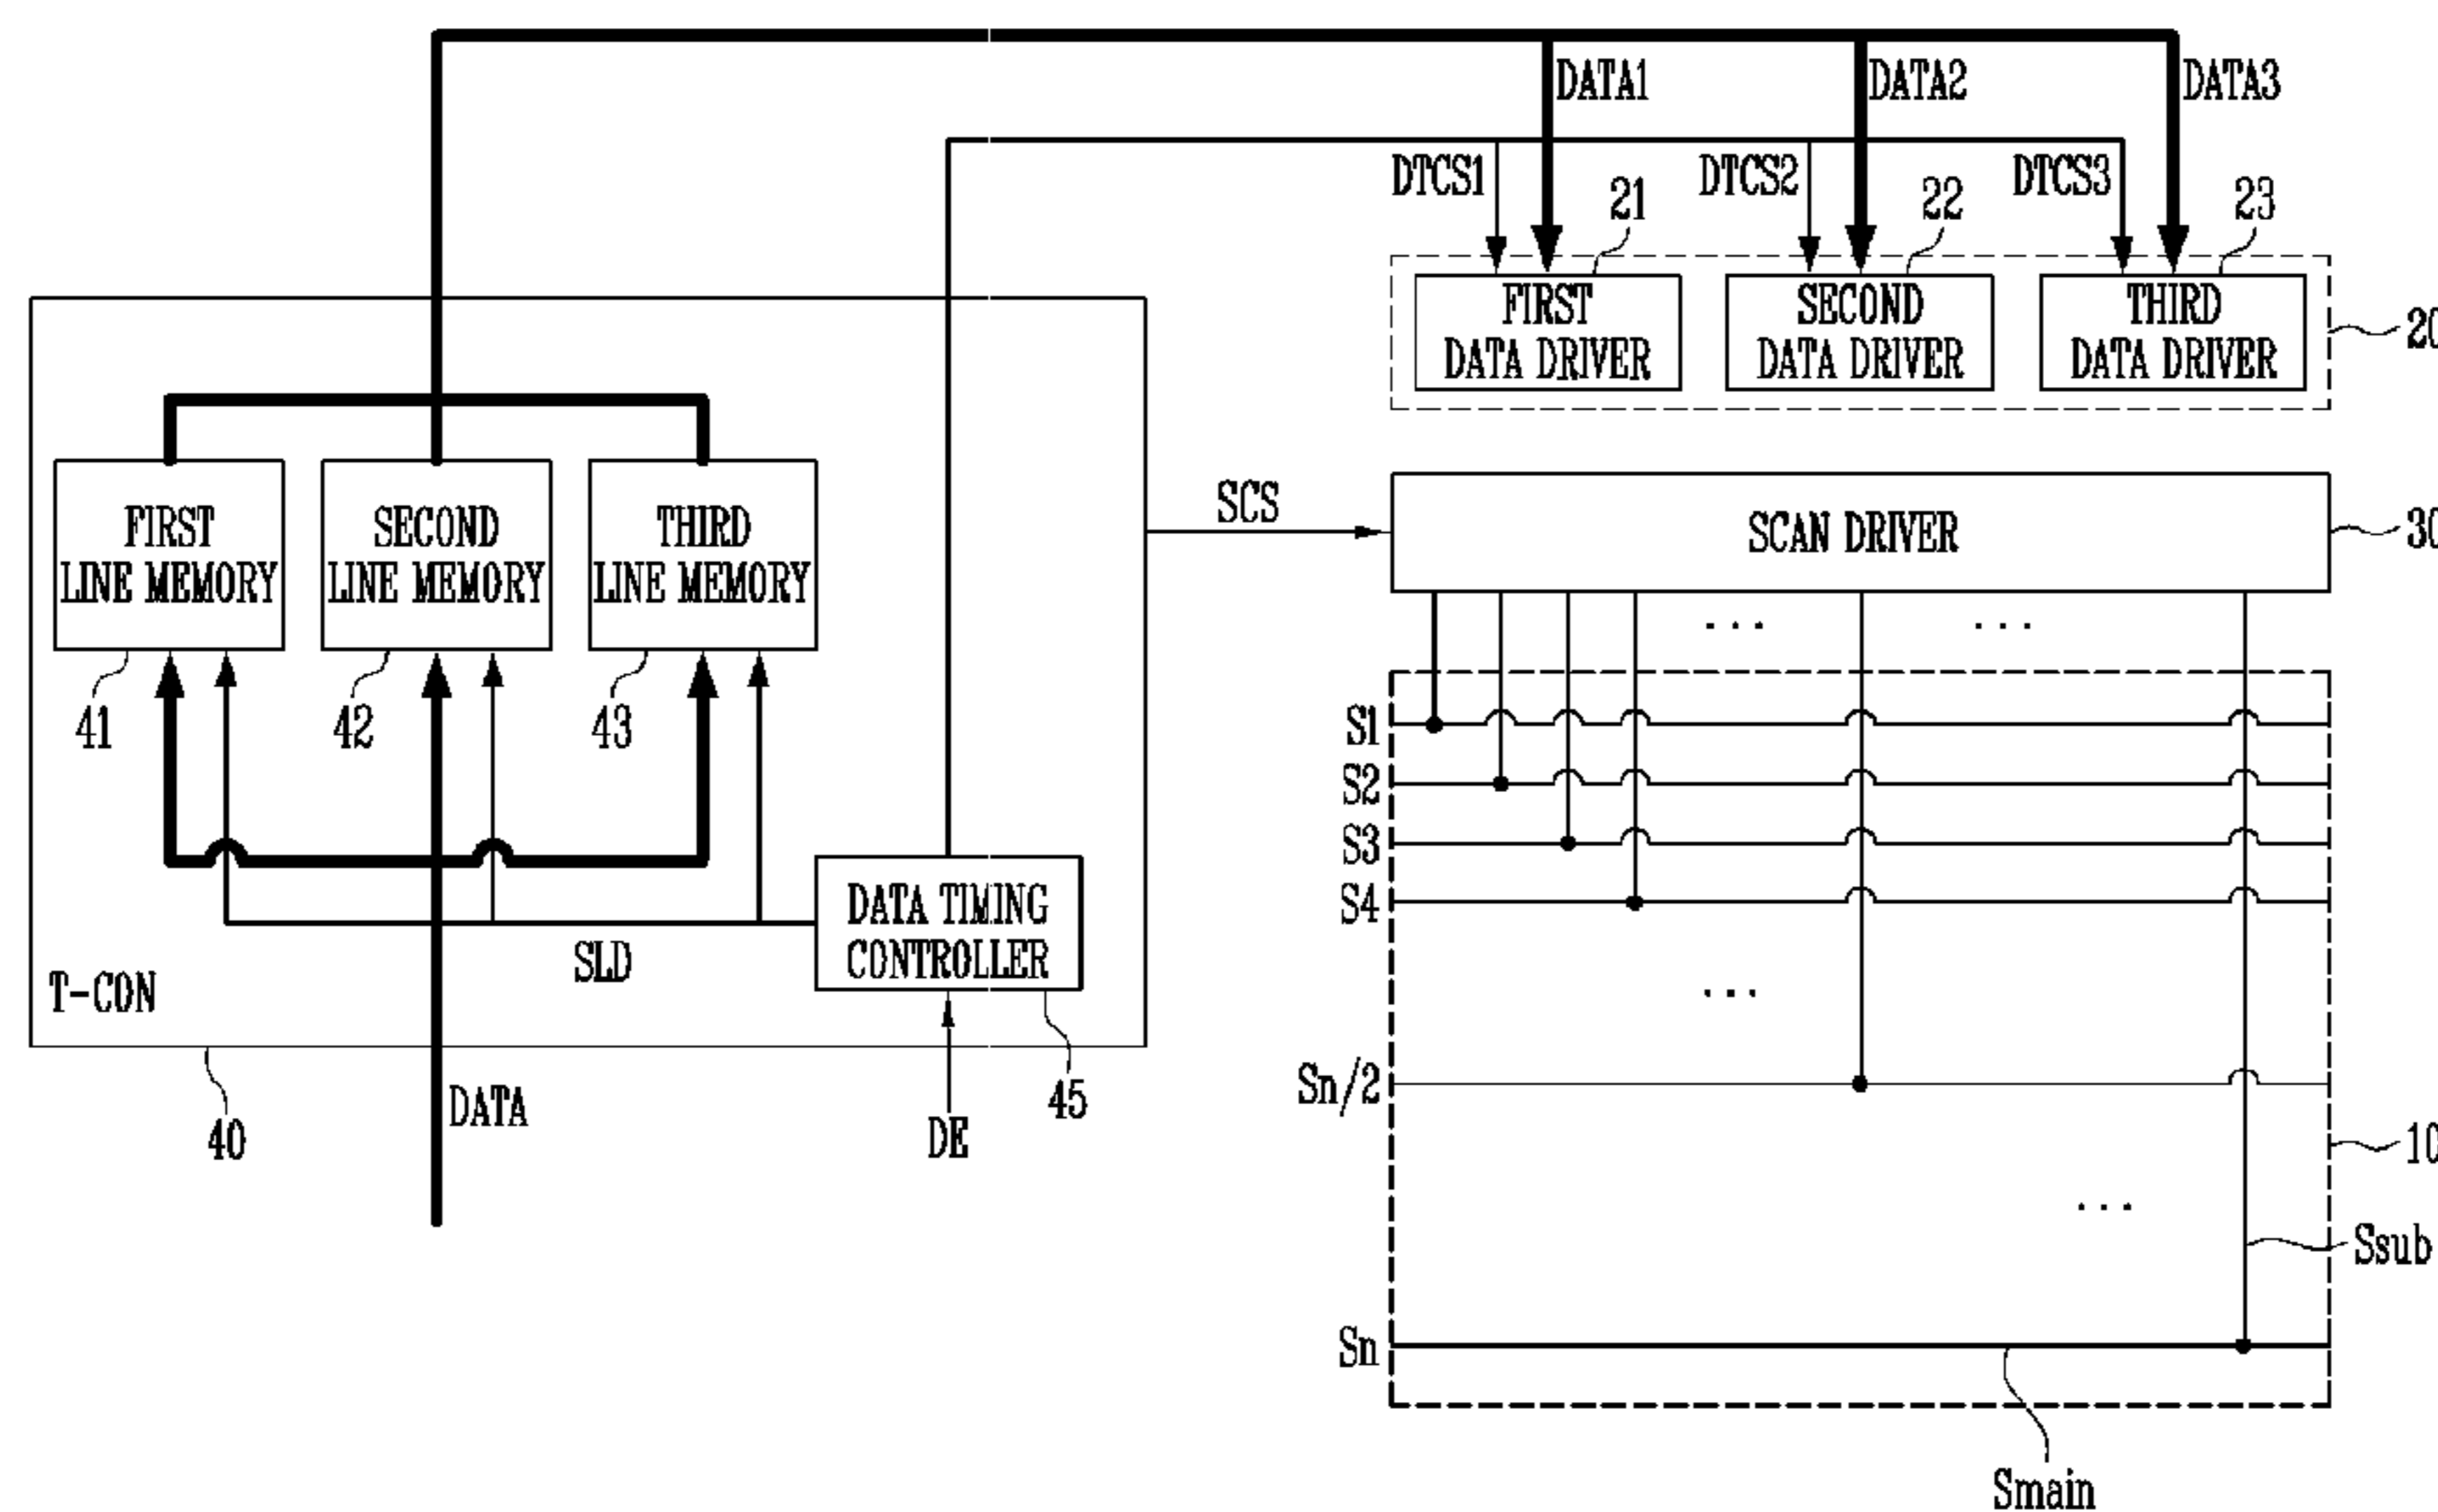 DATA1
DATA2
DATA3
DTCS1
DTCS2
DTCS3
21
22
23
FIRST
DATA DRIVER
SECOND
DATA DRIVER
THIRD
DATA DRIVER
20
FIRST
LINE MEMORY
SECOND
LINE MEMORY
THIRD
LINE MEMORY
SCS
SCAN DRIVER
30
...
...
41
42
43
S1
S2
S3
S4
DATA TIMING
CONTROLLER
SLD
T-CON
...
Sn/2
40
DATA
DE
45
10
...
Ssub
Sn
Smain